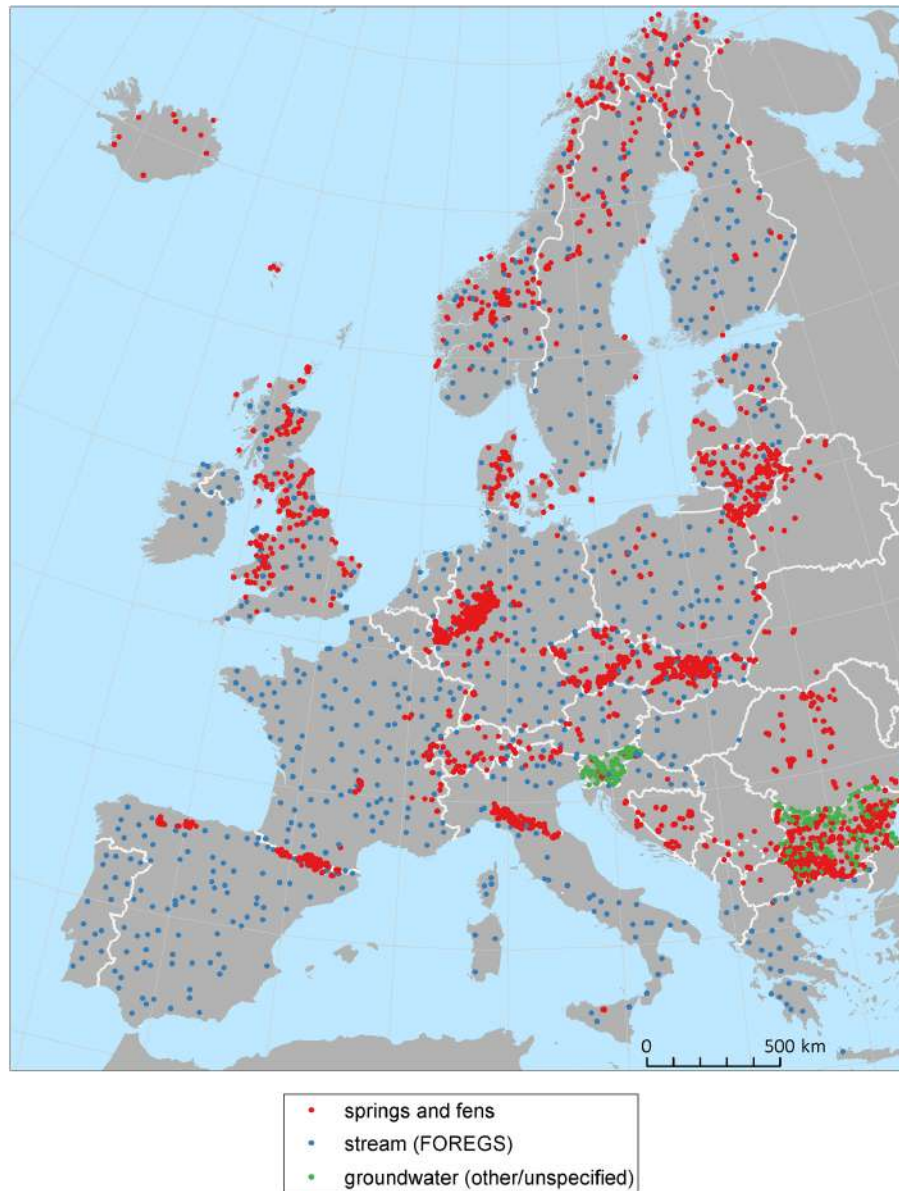 0 500 km
springs and fens
stream (FOREGS)
groundwater (other/unspecified)